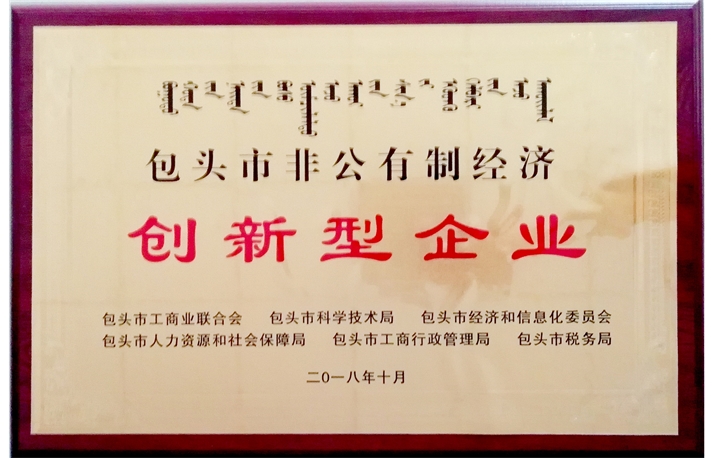 包头市非公有制经济
创新型企业
包头市工商业联合会 包头市科学技术局 包头市经济和信息化委员会
包头市人力资源和社会保障局 包头市工商行政管理局 包头市税务局
二〇一八年十月